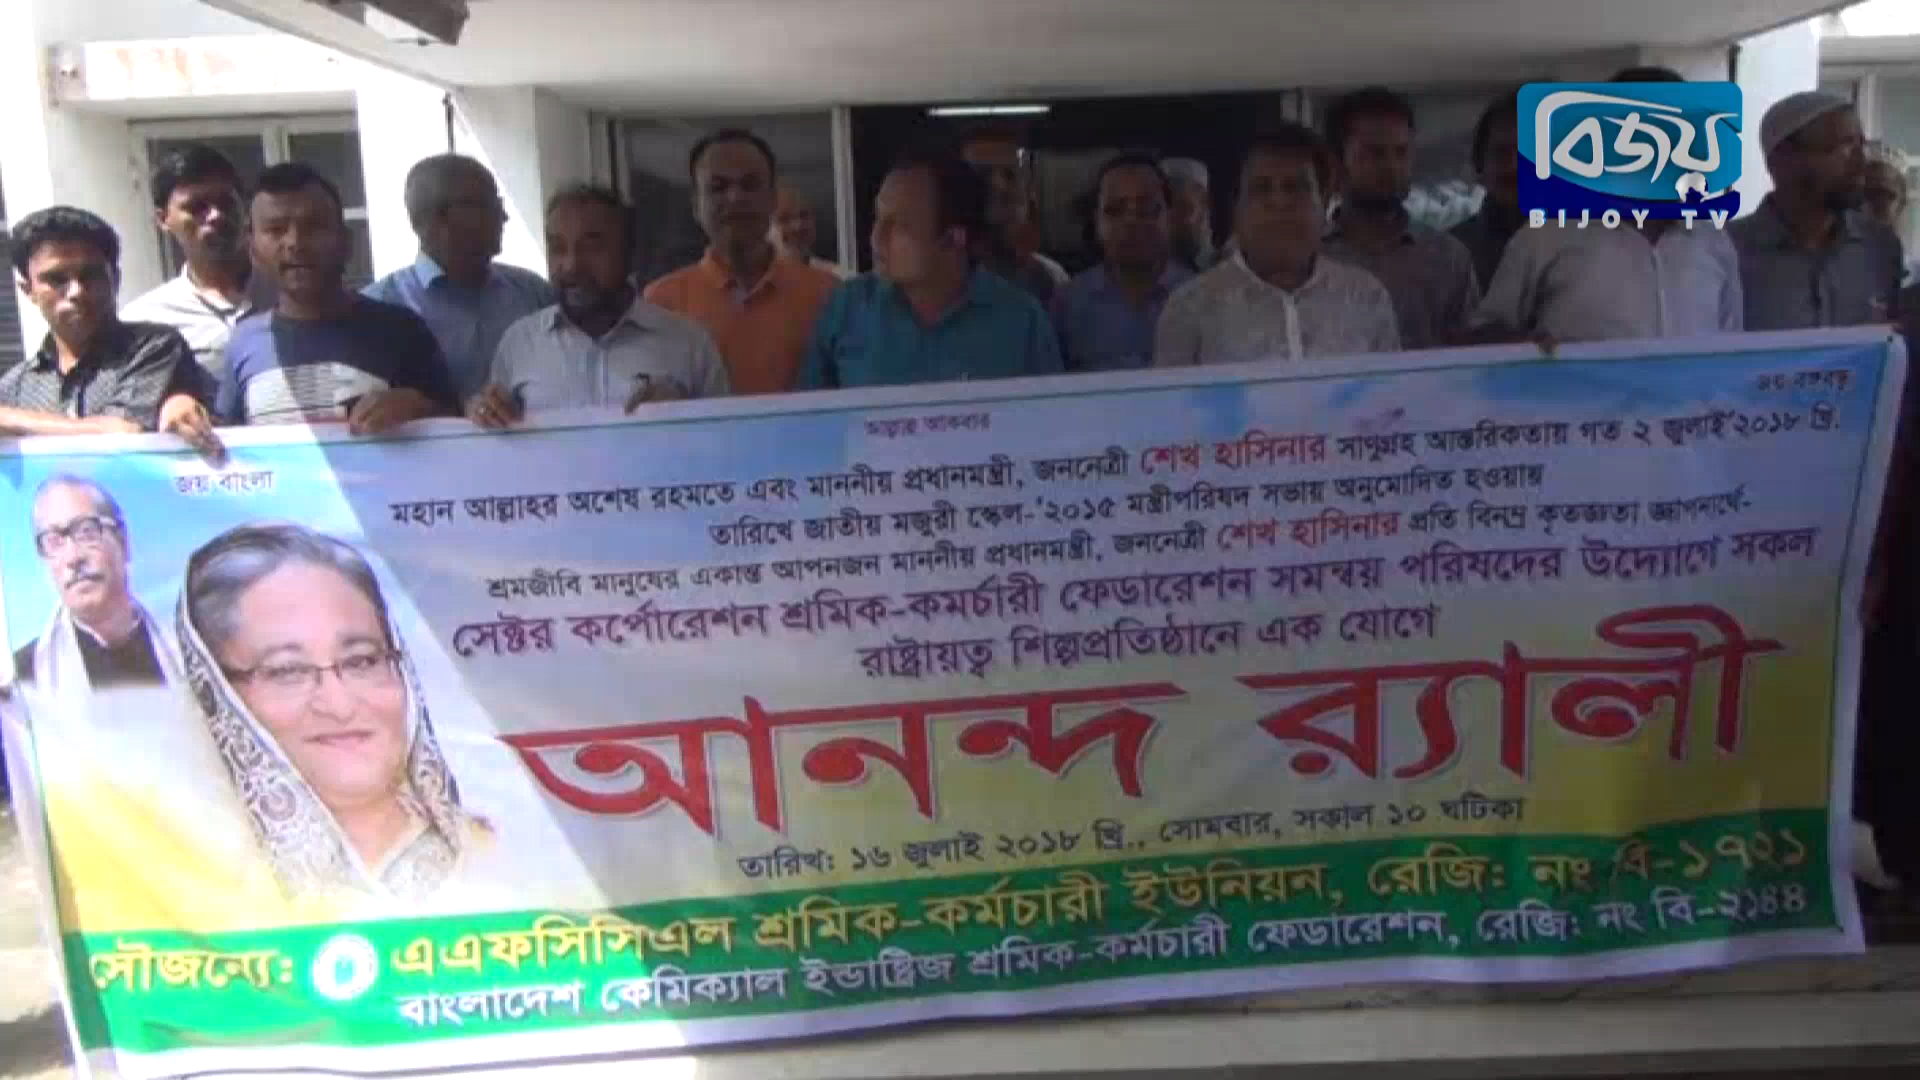 বিজয়
BIJOY TV
আল্লাহু আকবার
জয় বঙ্গবন্ধু
জয় বাংলা
মহান আল্লাহর অশেষ রহমতে এবং মাননীয় প্রধানমন্ত্রী, জননেত্রী শেখ হাসিনার সানুগ্রহ আন্তরিকতায় গত ২ জুলাই'২০১৮ খ্রি.
তারিখে জাতীয় মজুরী স্কেল-'২০১৫ মন্ত্রীপরিষদ সভায় অনুমোদিত হওয়ায়
শ্রমজীবি মানুষের একান্ত আপনজন মাননীয় প্রধানমন্ত্রী, জননেত্রী শেখ হাসিনার প্রতি বিনম্র কৃতজ্ঞতা জ্ঞাপনার্থে-
সেক্টর কর্পোরেশন শ্রমিক-কমর্চারী ফেডারেশন সমন্বয় পরিষদের উদ্যোগে সকল
রাষ্ট্রায়ত্ব শিল্পপ্রতিষ্ঠানে এক যোগে
আনন্দ র‍্যালী
তারিখ: ১৬ জুলাই ২০১৮ খ্রি., সোমবার, সকাল ১০ ঘটিকা
সৌজন্যে: এএফসিসিএল শ্রমিক-কর্মচারী ইউনিয়ন, রেজি: নং বি-১৭২১
বাংলাদেশ কেমিক্যাল ইন্ডাষ্ট্রিজ শ্রমিক-কর্মচারী ফেডারেশন, রেজি: নং বি-২১৪৪